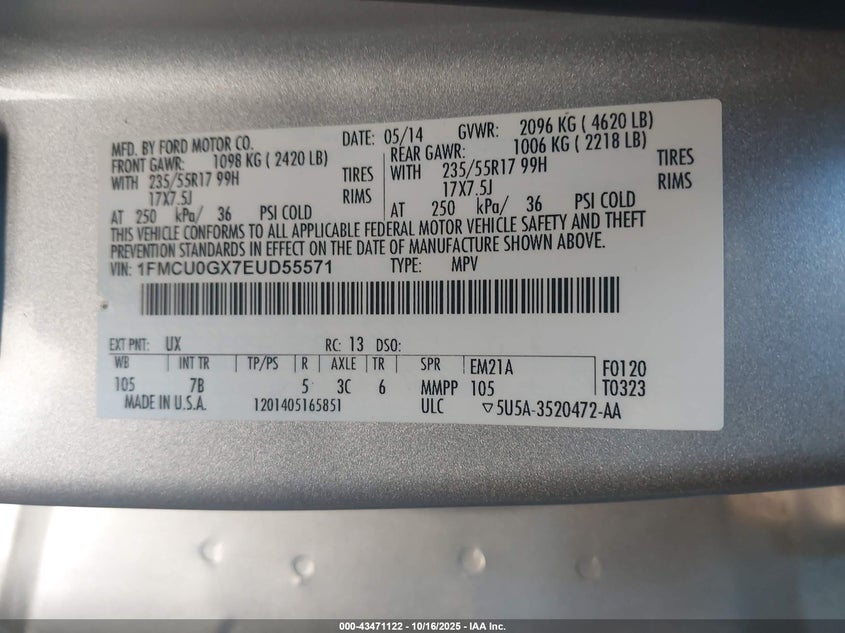 MFD. BY FORD MOTOR CO. DATE: 05/14 GVWR: 2096 KG ( 4620 LB)
FRONT GAWR: 1098 KG ( 2420 LB) REAR GAWR: 1006 KG ( 2218 LB)
WITH 235/55R17 99H TIRES WITH 235/55R17 99H TIRES
17X7.5J RIMS 17X7.5J RIMS
AT 250 kPa/ 36 PSI COLD AT 250 kPa/ 36 PSI COLD
THIS VEHICLE CONFORMS TO ALL APPLICABLE FEDERAL MOTOR VEHICLE SAFETY AND THEFT
PREVENTION STANDARDS IN EFFECT ON THE DATE OF MANUFACTURE SHOWN ABOVE.
VIN: 1FMCU0GX7EUD55571 TYPE: MPV
EXT PNT: UX RC: 13 DSO:
WB INT TR TP/PS R AXLE TR SPR EM21A F0120
105 7B 5 3C 6 MMPP 105 T0323
MADE IN U.S.A. 1201405165851 ULC ▽5U5A-3520472-AA
000-43471122 - 10/16/2025 - IAA Inc.